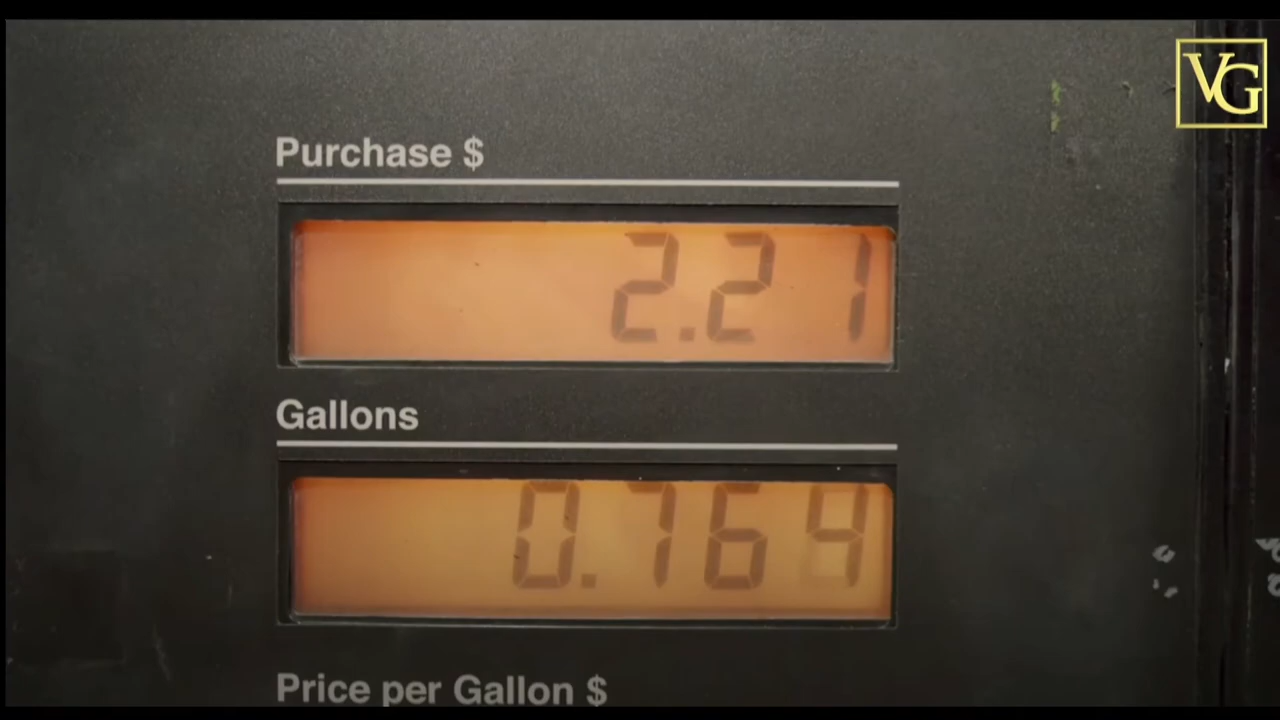 VG
Purchase $
2.21
Gallons
0.764
Price per Gallon $